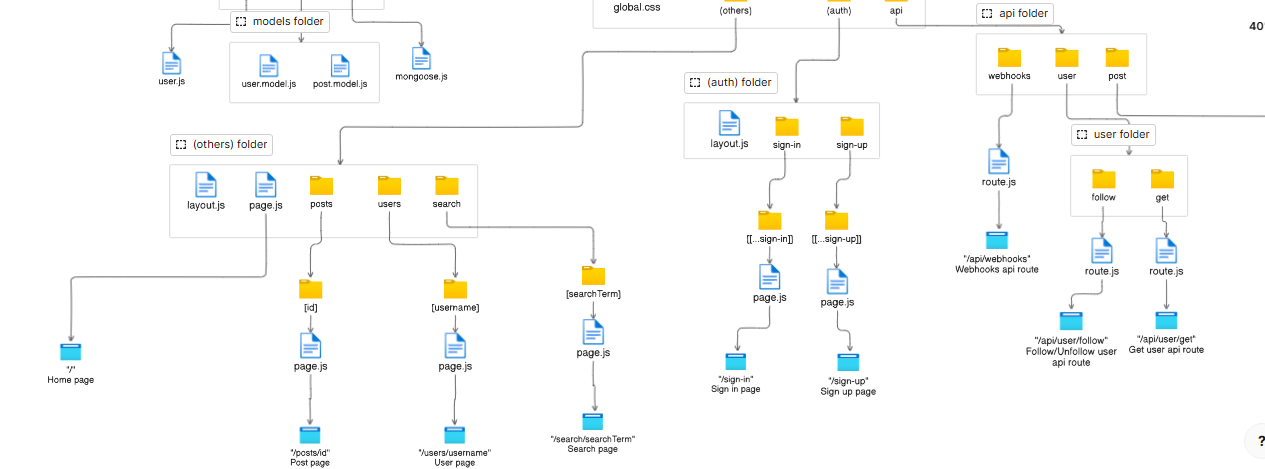 global.css
(others)
(auth)
api
api folder
models folder
40
user.js
user.model.js
post.model.js
mongoose.js
(auth) folder
webhooks
user
post
(others) folder
layout.js
sign-in
sign-up
user folder
layout.js
page.js
posts
users
search
route.js
follow
get
[[...sign-in]]
[[...sign-up]]
"/api/webhooks"
Webhooks api route
route.js
route.js
[id]
[username]
[searchTerm]
page.js
page.js
"/api/user/follow"
Follow/Unfollow user
api route
"/api/user/get"
Get user api route
page.js
page.js
page.js
"/"
Home page
"/sign-in"
Sign in page
"/sign-up"
Sign up page
"/posts/id"
Post page
"/users/username"
User page
"/search/searchTerm"
Search page
?